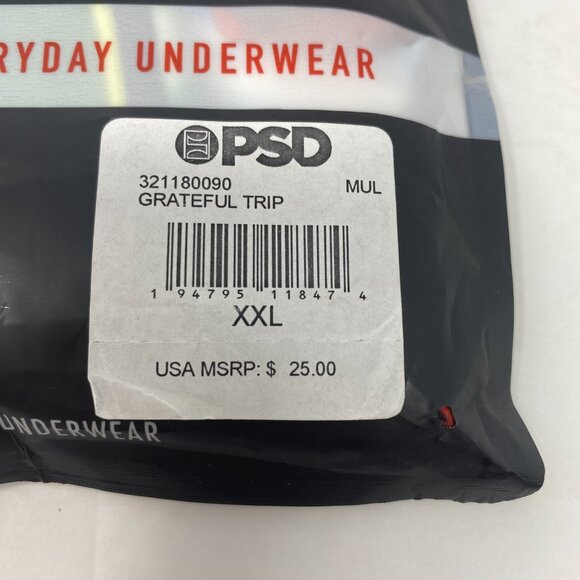 RYDAY UNDERWEAR
PSD
321180090 MUL
GRATEFUL TRIP
1 94795 11847 4
XXL
USA MSRP: $ 25.00
UNDERWEAR